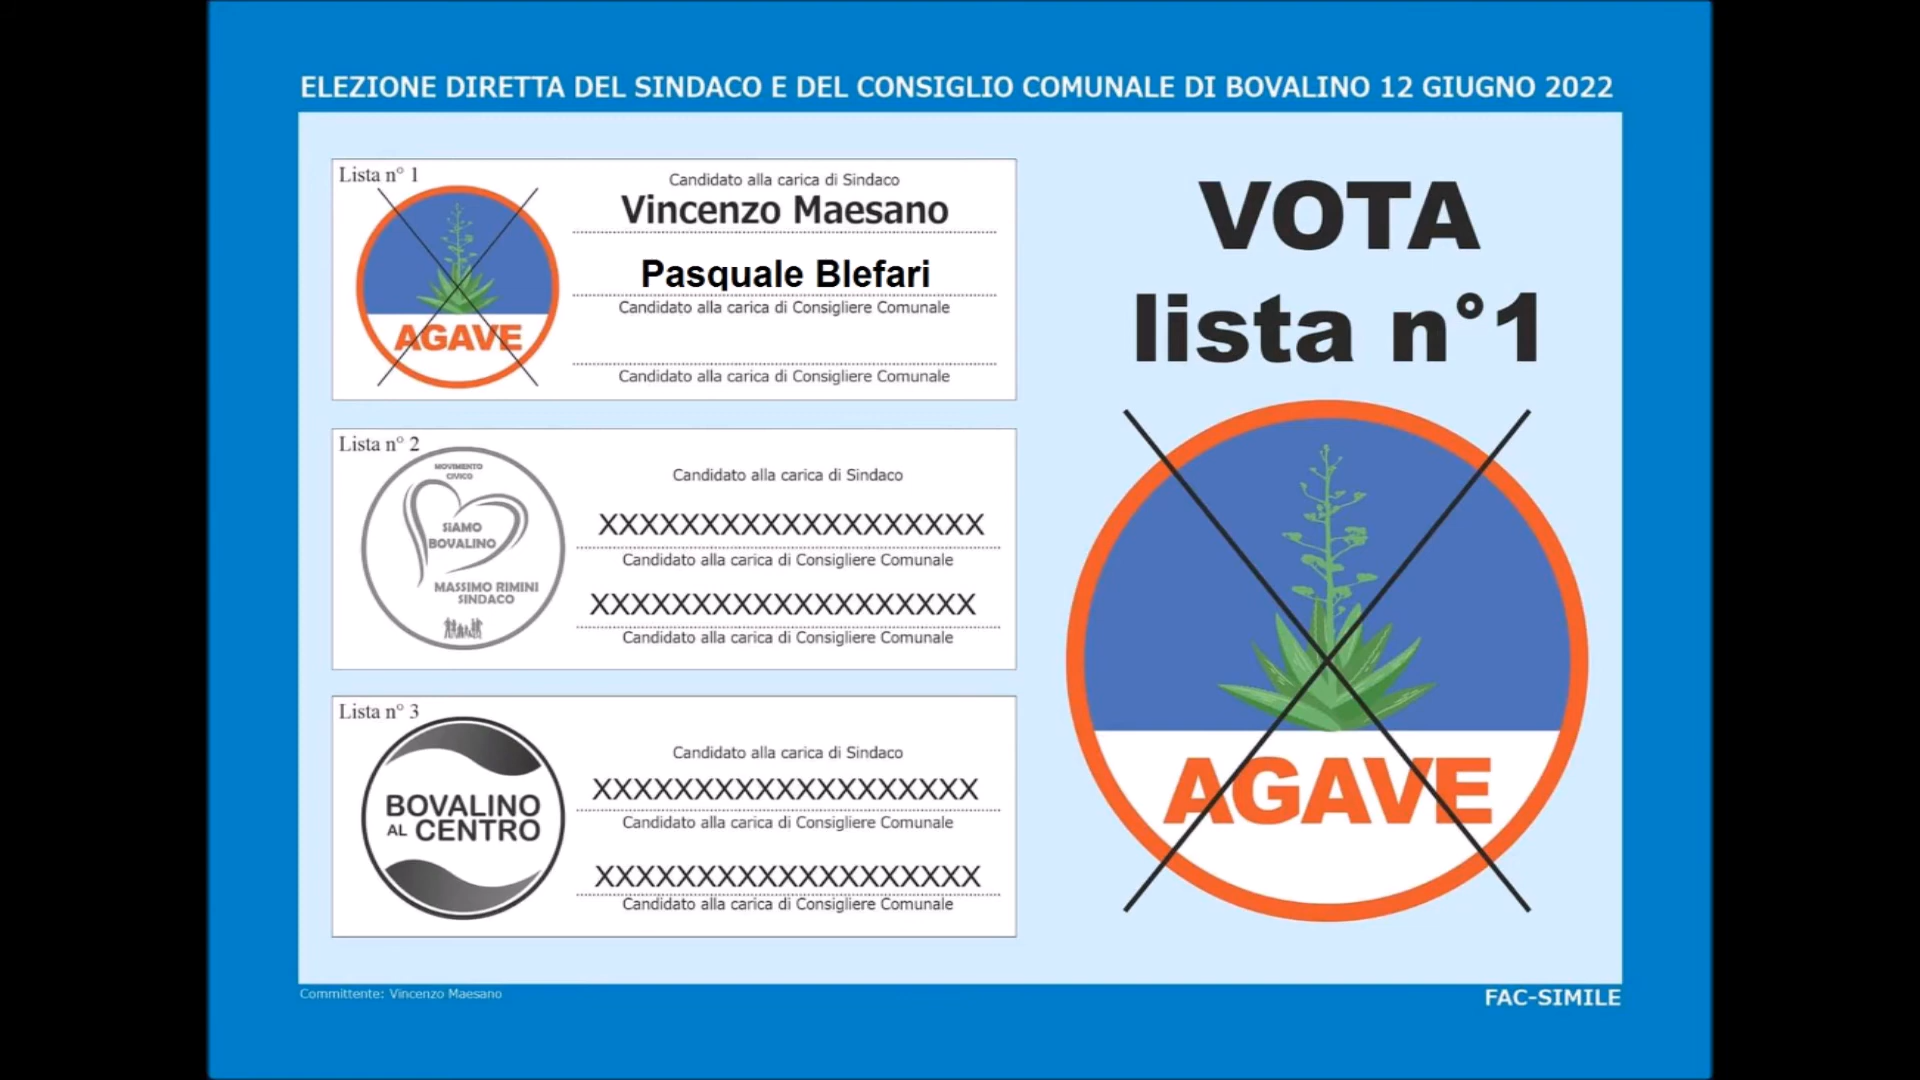 ELEZIONE DIRETTA DEL SINDACO E DEL CONSIGLIO COMUNALE DI BOVALINO 12 GIUGNO 2022
Lista n° 1
AGAVE
Candidato alla carica di Sindaco
Vincenzo Maesano
Pasquale Blefari
Candidato alla carica di Consigliere Comunale
Candidato alla carica di Consigliere Comunale
Lista n° 2
MOVIMENTO
CIVICO
SiAMO
BOVALINO
MASSIMO RIMINI
SINDACO
Candidato alla carica di Sindaco
XXXXXXXXXXXXXXXXXXX
Candidato alla carica di Consigliere Comunale
XXXXXXXXXXXXXXXXXXX
Candidato alla carica di Consigliere Comunale
Lista n° 3
BOVALINO
AL CENTRO
Candidato alla carica di Sindaco
XXXXXXXXXXXXXXXXXXX
Candidato alla carica di Consigliere Comunale
XXXXXXXXXXXXXXXXXXX
Candidato alla carica di Consigliere Comunale
VOTA
lista n°1
AGAVE
Committente: Vincenzo Maesano
FAC-SIMILE